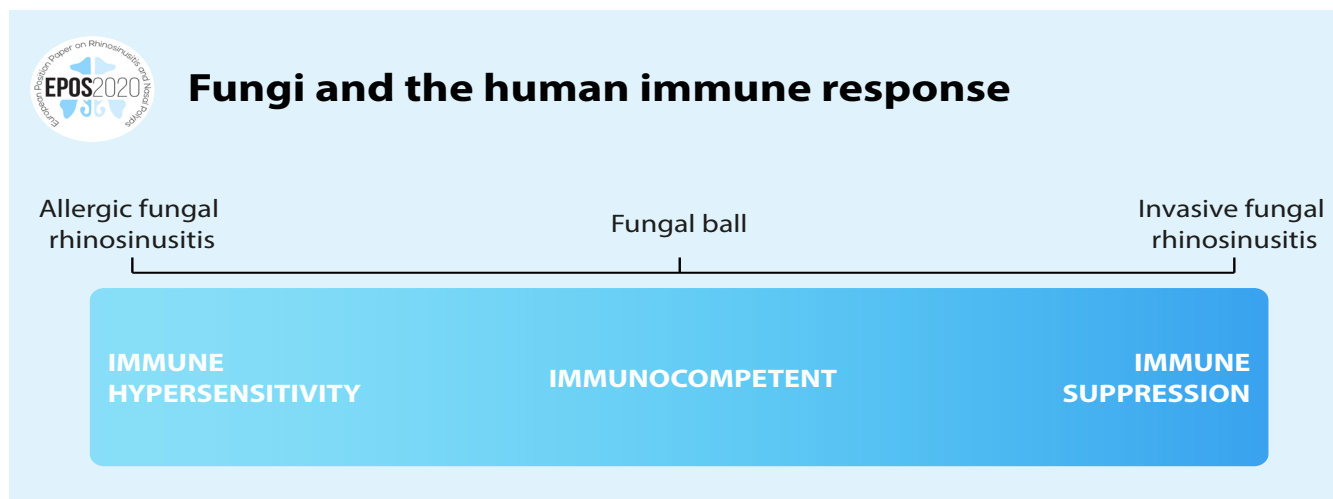 European Position Paper on Rhinosinusitis and Nasal Polyps
EPOS2020
Fungi and the human immune response
Allergic fungal
rhinosinusitis
Fungal ball
Invasive fungal
rhinosinusitis
IMMUNE
HYPERSENSITIVITY
IMMUNOCOMPETENT
IMMUNE
SUPPRESSION